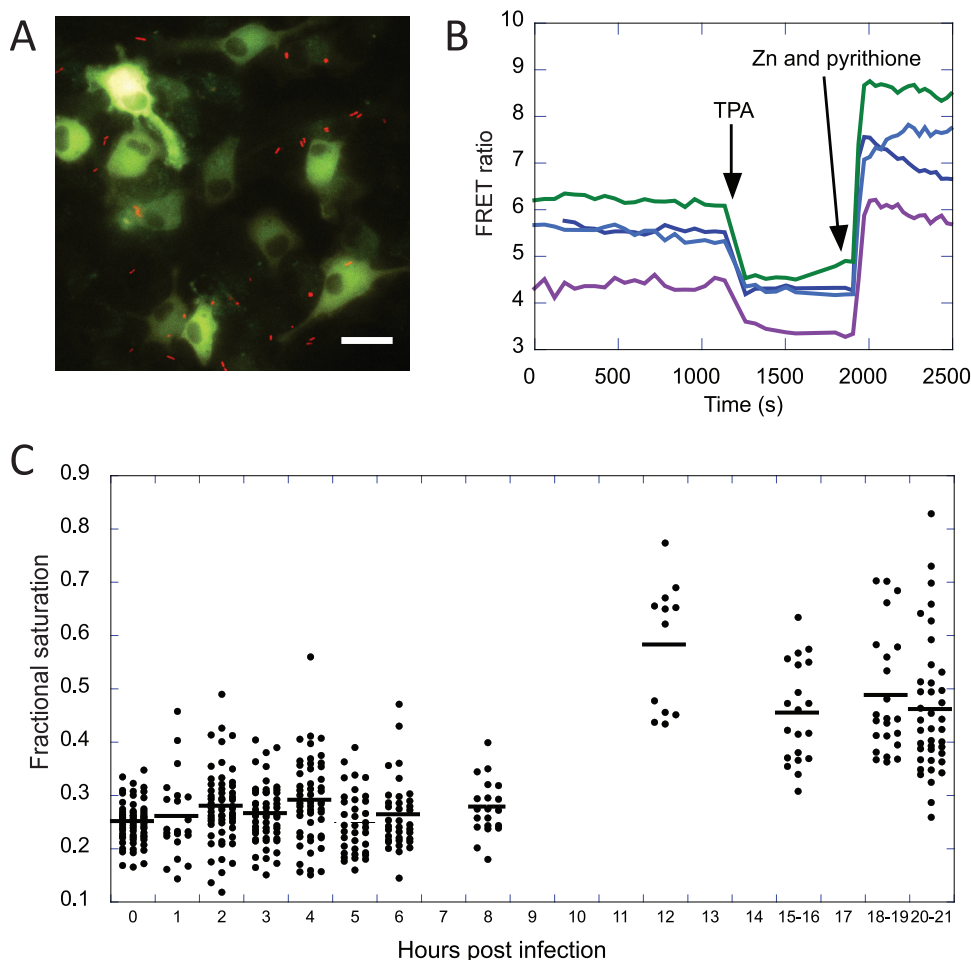 A
B
10
9
8
7
6
5
4
3
FRET ratio
TPA
Zn and pyrithione
0 500 1000 1500 2000 2500
Time (s)
C
0.9
0.8
0.7
0.6
0.5
0.4
0.3
0.2
0.1
Fractional saturation
0 1 2 3 4 5 6 7 8 9 10 11 12 13 14 15-16 17 18-19 20-21
Hours post infection